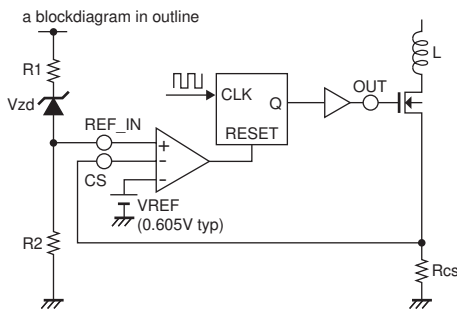 a blockdiagram in outline
R1
Vzd
REF_IN
CS
R2
CLK
Q
RESET
OUT
L
+
-
-
VREF
(0.605V typ)
Rcs